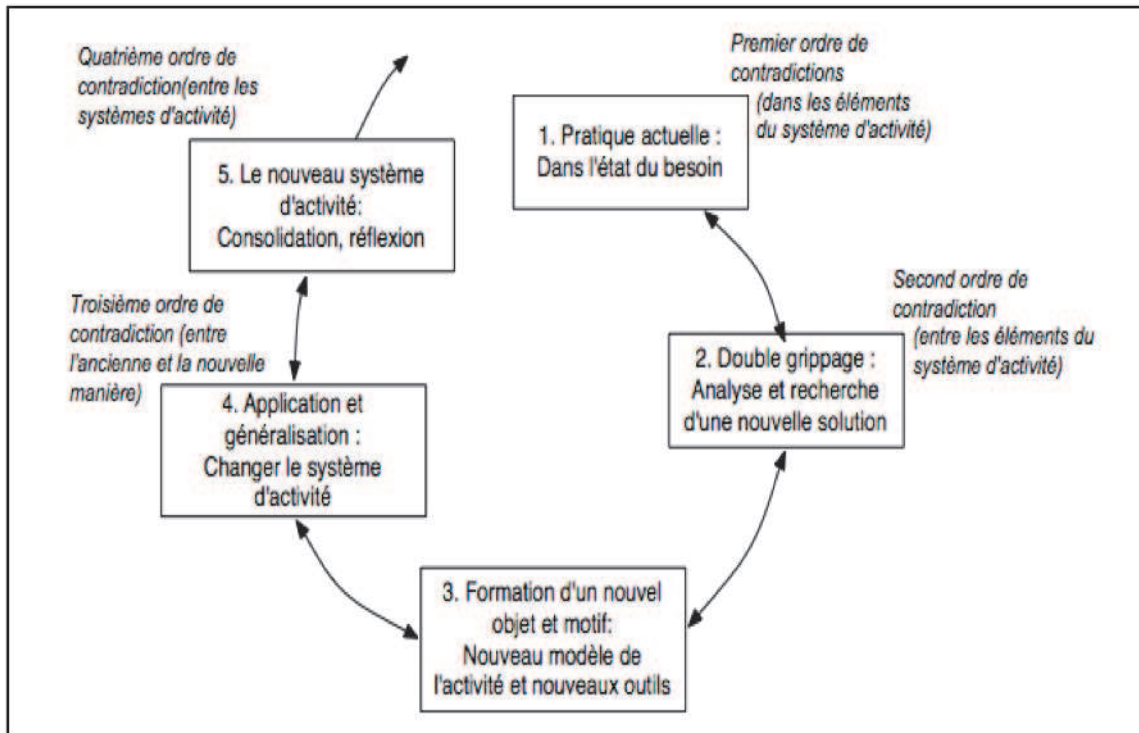 Premier ordre de
contradictions
(dans les éléments
du système d'activité)
1. Pratique actuelle :
Dans l'état du besoin
Second ordre de
contradiction
(entre les éléments du
système d'activité)
2. Double grippage :
Analyse et recherche
d'une nouvelle solution
3. Formation d'un nouvel
objet et motif:
Nouveau modèle de
l'activité et nouveaux outils
Troisième ordre de
contradiction (entre
l'ancienne et la nouvelle
manière)
4. Application et
généralisation :
Changer le système
d'activité
Quatrième ordre de
contradiction(entre les
systèmes d'activité)
5. Le nouveau système
d'activité:
Consolidation, réflexion